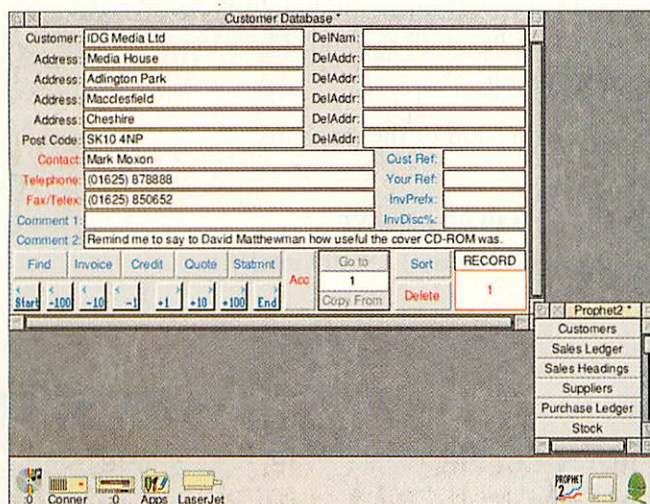 Customer Database *
Customer: IDG Media Ltd DelNam:
Address: Media House DelAddr:
Address: Adlington Park DelAddr:
Address: Macclesfield DelAddr:
Address: Cheshire DelAddr:
Post Code: SK10 4NP DelAddr:
Contact: Mark Moxon Cust Ref:
Telephone: (01625) 878888 Your Ref:
Fax/Telex: (01625) 850652 InvPrefx:
Comment 1: InvDisc%:
Comment 2: Remind me to say to David Matthewman how useful the cover CD-ROM was.
Find Invoice Credit Quote Statmnt Acc Go to Sort RECORD
< < < < > > > >
Start -100 -10 -1 +1 +10 +100 End 1 Copy From Delete 1
Prophet2 *
Customers
Sales Ledger
Sales Headings
Suppliers
Purchase Ledger
Stock
:0 Conner :0 Apps LaserJet PROPHET 2